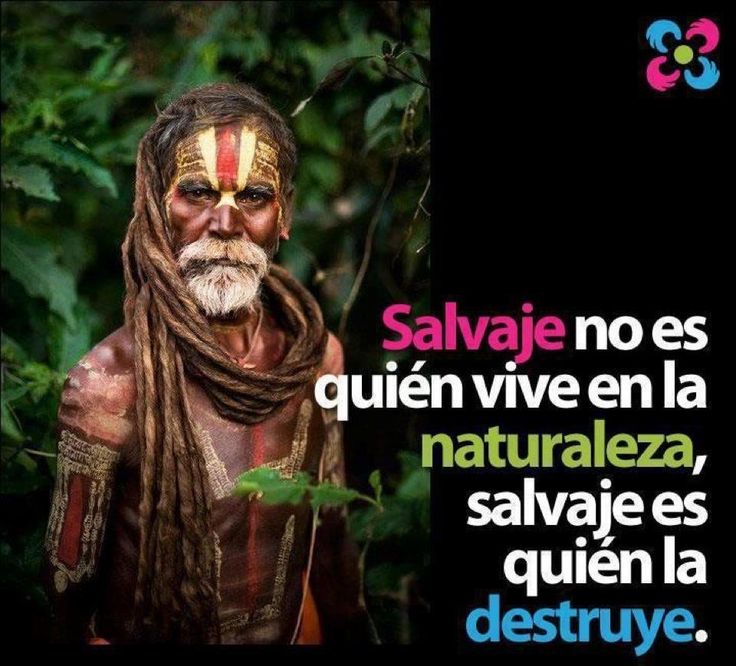 Salvaje no es
quién vive en la
naturaleza,
salvaje es
quién la
destruye.